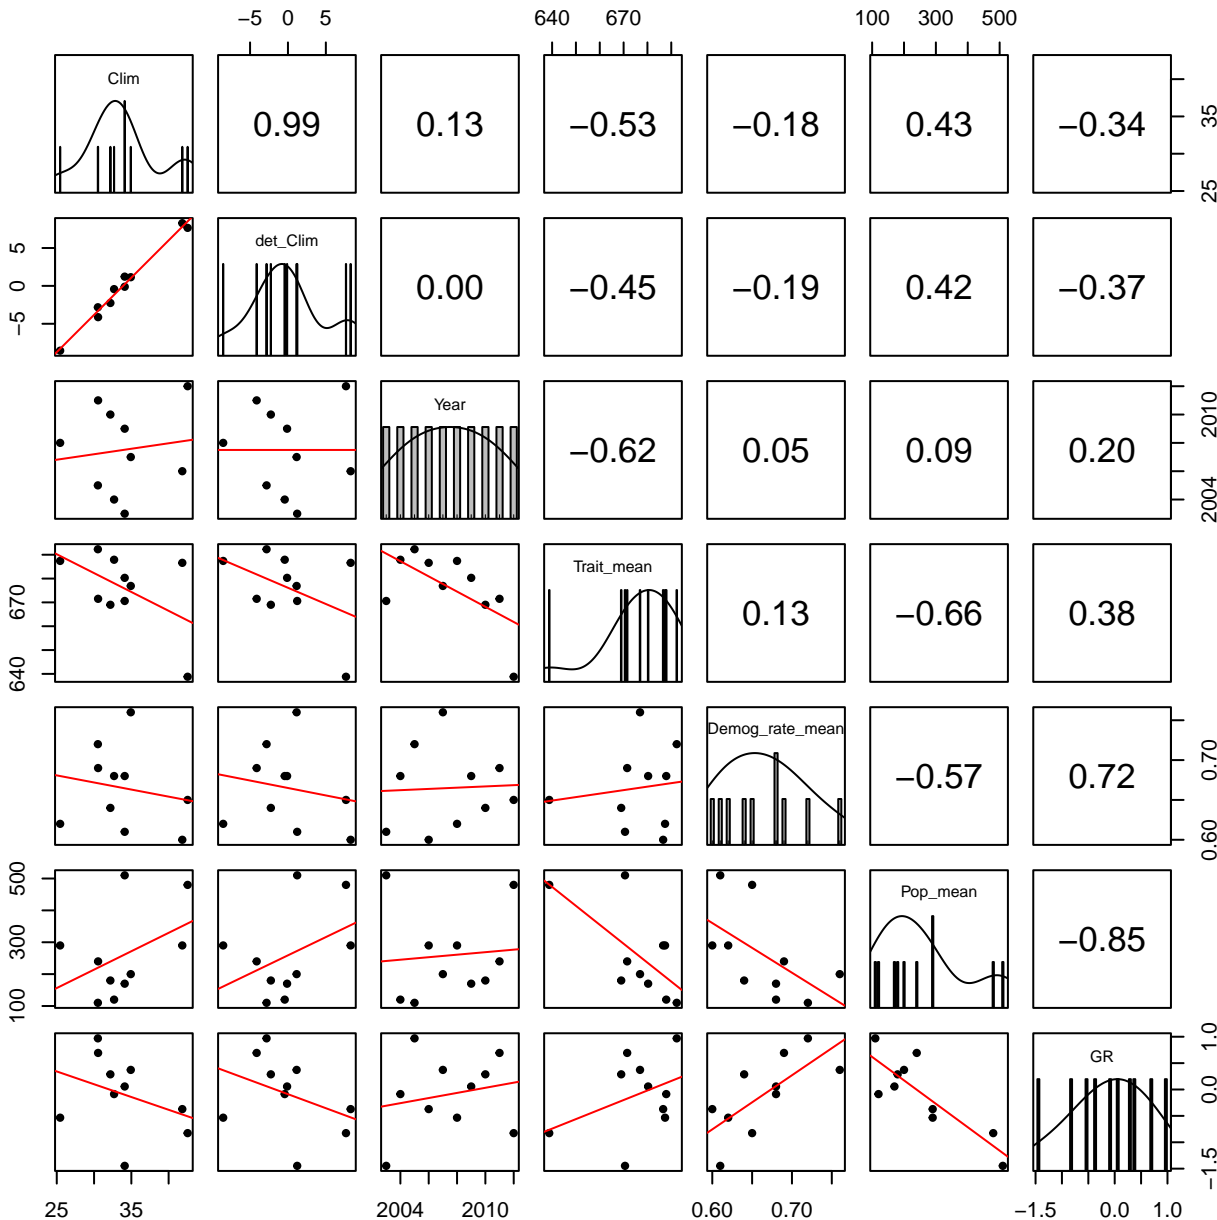 −5 0 5 640 670 100 300 500
Clim 0.99 0.13 −0.53 −0.18 0.43 −0.34 25 35
−5 0 5 det_Clim 0.00 −0.45 −0.19 0.42 −0.37
Year −0.62 0.05 0.09 0.20 2004 2010
640 670 Trait_mean 0.13 −0.66 0.38
Demog_rate_mean −0.57 0.72 0.60 0.70
100 300 500 Pop_mean −0.85
GR −1.5 0.0 1.0
25 35 2004 2010 0.60 0.70 −1.5 0.0 1.0